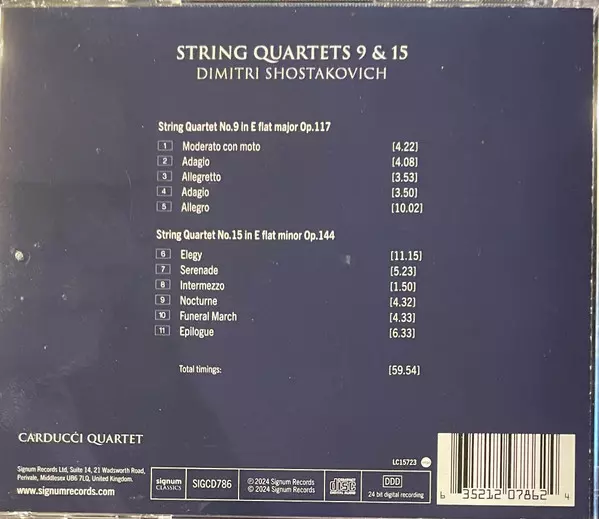 STRING QUARTETS 9 & 15
DIMITRI SHOSTAKOVICH
String Quartet No.9 in E flat major Op.117
1 Moderato con moto [4.22]
2 Adagio [4.08]
3 Allegretto [3.53]
4 Adagio [3.50]
5 Allegro [10.02]
String Quartet No.15 in E flat minor Op.144
6 Elegy [11.15]
7 Serenade [5.23]
8 Intermezzo [1.50]
9 Nocturne [4.32]
10 Funeral March [4.33]
11 Epilogue [6.33]
Total timings: [59.54]
CARDUCCI QUARTET
Signum Records Ltd, Suite 14, 21 Wadsworth Road,
Perivale, Middlesex UB6 7LQ, United Kingdom.
www.signumrecords.com
signum
CLASSICS
SIGCD786
℗ 2024 Signum Records
© 2024 Signum Records
COMPACT
disc
DIGITAL AUDIO
DDD
24 bit digital recording
LC15723
6 35212 07862 4